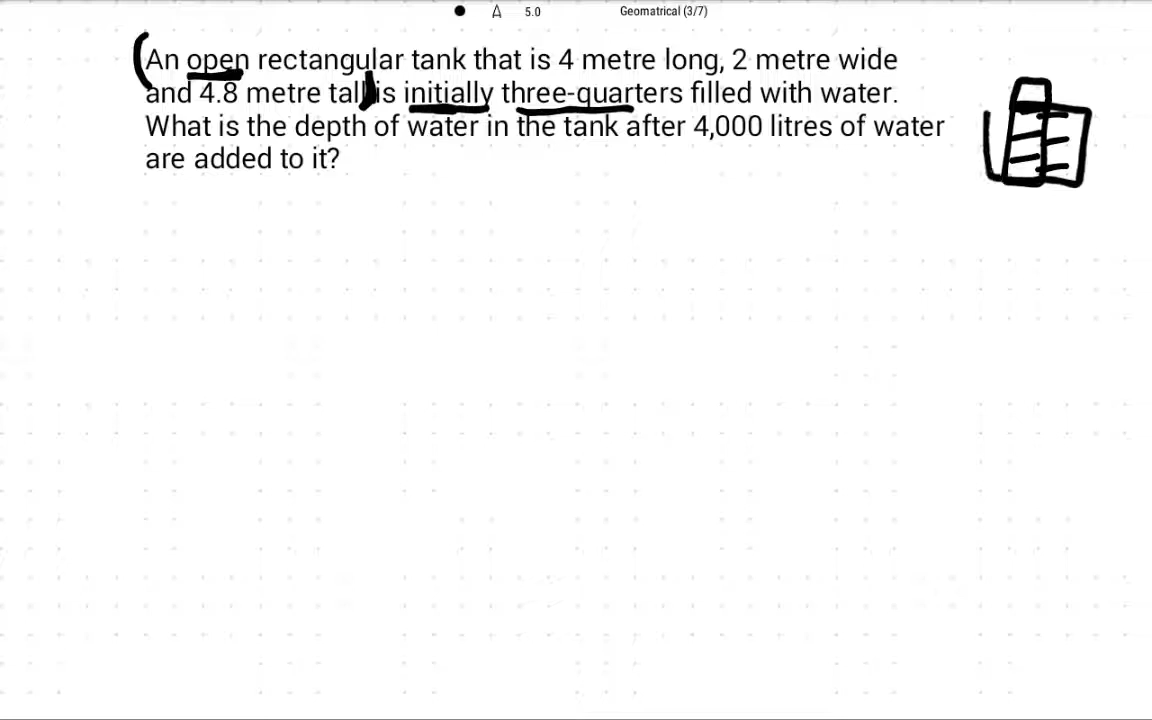 A 5.0 Geomatrical (3/7)
An open rectangular tank that is 4 metre long, 2 metre wide
and 4.8 metre tall is initially three-quarters filled with water.
What is the depth of water in the tank after 4,000 litres of water
are added to it?